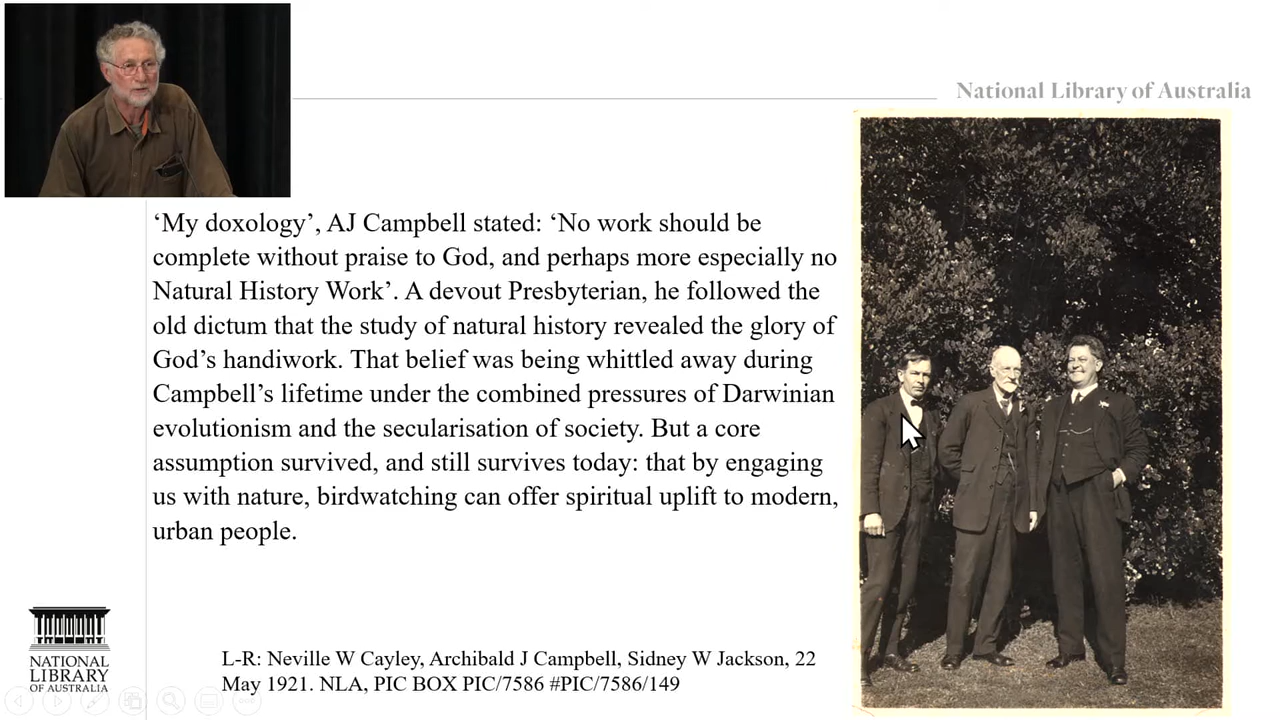 National Library of Australia
‘My doxology’, AJ Campbell stated: ‘No work should be
complete without praise to God, and perhaps more especially no
Natural History Work’. A devout Presbyterian, he followed the
old dictum that the study of natural history revealed the glory of
God’s handiwork. That belief was being whittled away during
Campbell’s lifetime under the combined pressures of Darwinian
evolutionism and the secularisation of society. But a core
assumption survived, and still survives today: that by engaging
us with nature, birdwatching can offer spiritual uplift to modern,
urban people.
L-R: Neville W Cayley, Archibald J Campbell, Sidney W Jackson, 22
May 1921. NLA, PIC BOX PIC/7586 #PIC/7586/149
NATIONAL
LIBRARY
OF AUSTRALIA